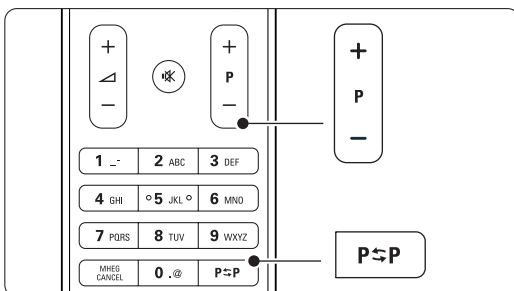 + +
P
− −
+
P
−
1 _- 2 ABC 3 DEF
4 GHI 5 JKL 6 MNO
7 PQRS 8 TUV 9 WXYZ
MHEG
CANCEL 0 .@ P⇆P
P⇆P